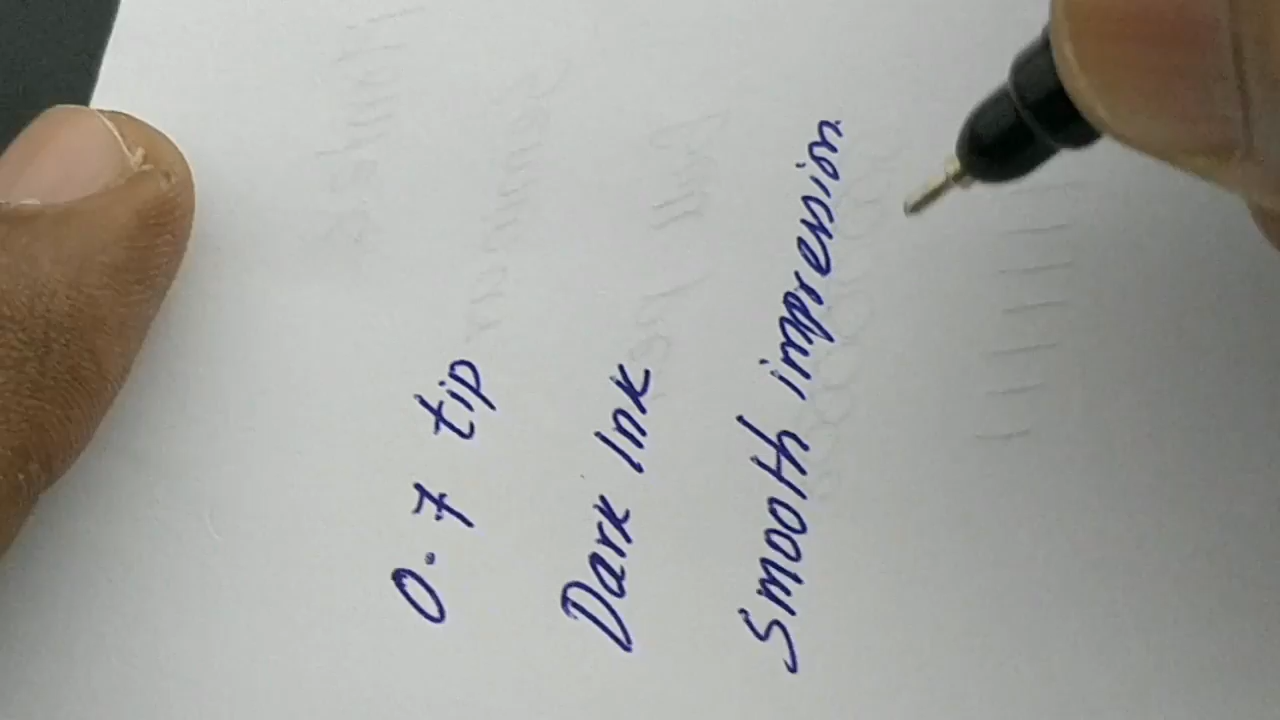 0.7 tip
Dark Ink
Smooth impression.